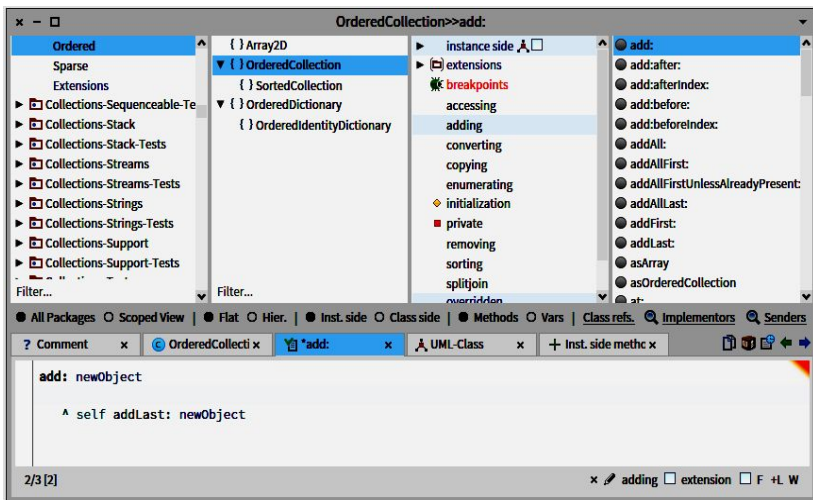 OrderedCollection>>add:
Ordered
Sparse
Extensions
Collections-Sequenceable-Te
Collections-Stack
Collections-Stack-Tests
Collections-Streams
Collections-Streams-Tests
Collections-Strings
Collections-Strings-Tests
Collections-Support
Collections-Support-Tests
Filter...
{ } Array2D
{ } OrderedCollection
{ } SortedCollection
{ } OrderedDictionary
{ } OrderedIdentityDictionary
Filter...
instance side
extensions
breakpoints
accessing
adding
converting
copying
enumerating
initialization
private
removing
sorting
splitjoin
overridden
add:
add:after:
add:afterIndex:
add:before:
add:beforeIndex:
addAll:
addAllFirst:
addAllFirstUnlessAlreadyPresent:
addAllLast:
addFirst:
addLast:
asArray
asOrderedCollection
at:
All Packages Scoped View | Flat Hier. | Inst. side Class side | Methods Vars | Class refs. Implementors Senders
? Comment x OrderedCollecti x *add: x UML-Class x + Inst. side methc x
add: newObject
^ self addLast: newObject
2/3 [2] x adding extension F +L W